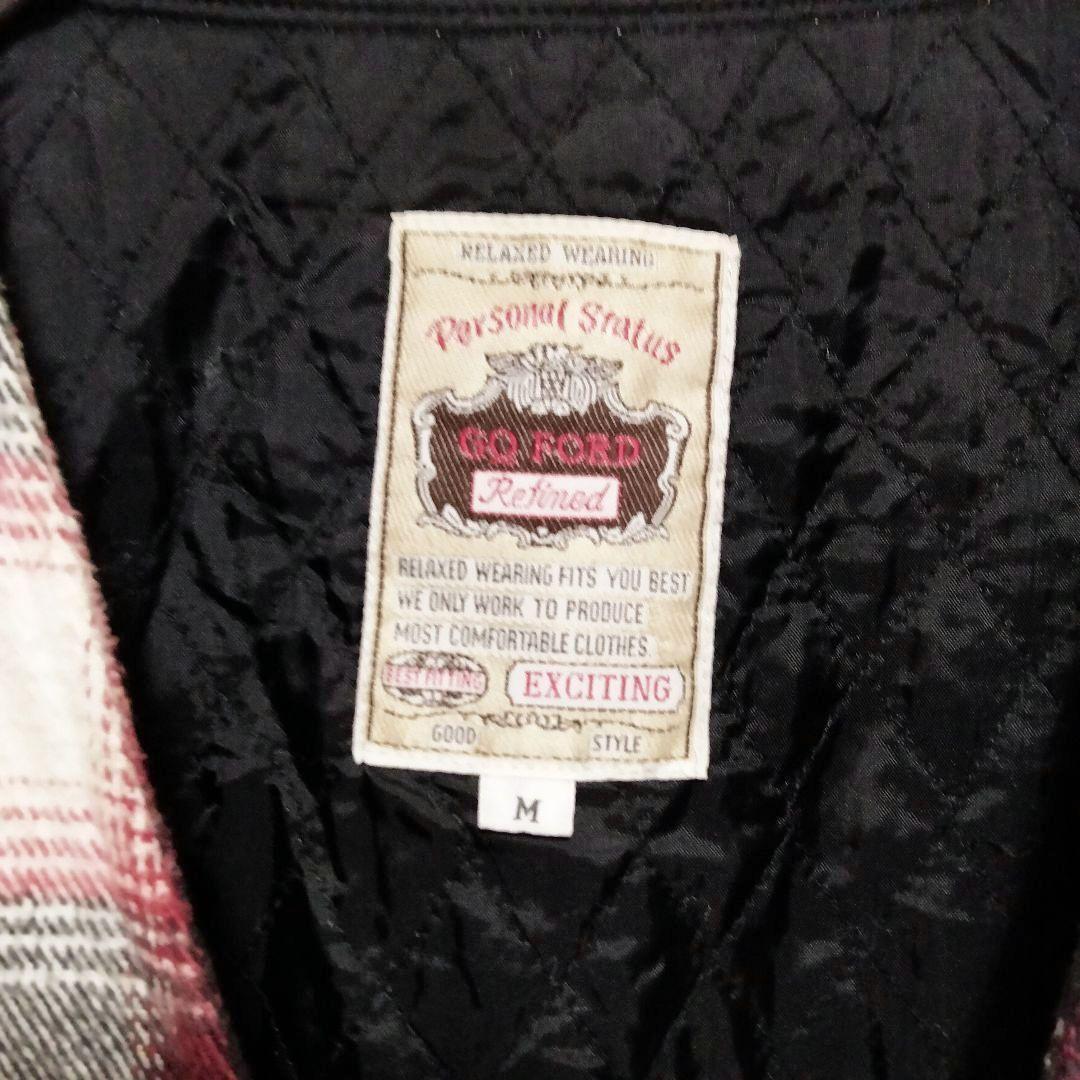 RELAXED WEARING
Personal Status
GO FORD
Refined
RELAXED WEARING FITS YOU BEST
WE ONLY WORK TO PRODUCE
MOST COMFORTABLE CLOTHES.
BEST FITTING
EXCITING
GOOD STYLE
M